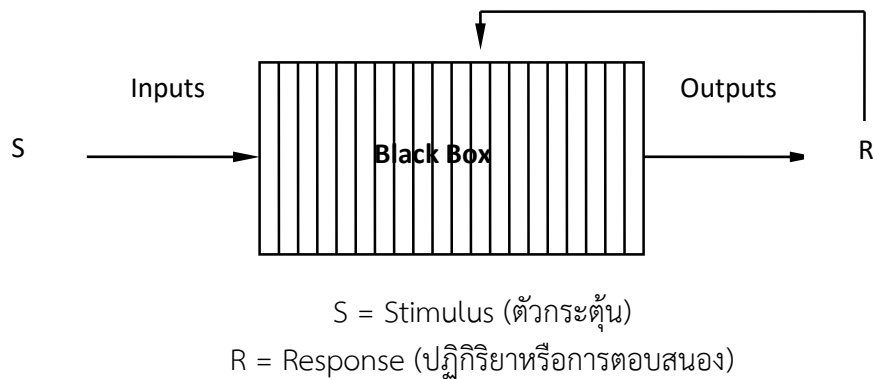 Inputs
Outputs
S
Black Box
R
S = Stimulus (ตัวกระตุ้น)
R = Response (ปฏิกิริยาหรือการตอบสนอง)